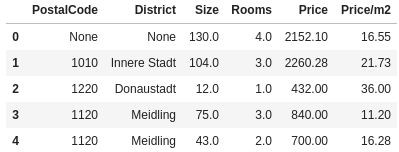 PostalCode District Size Rooms Price Price/m2
0 None None 130.0 4.0 2152.10 16.55
1 1010 Innere Stadt 104.0 3.0 2260.28 21.73
2 1220 Donaustadt 12.0 1.0 432.00 36.00
3 1120 Meidling 75.0 3.0 840.00 11.20
4 1120 Meidling 43.0 2.0 700.00 16.28